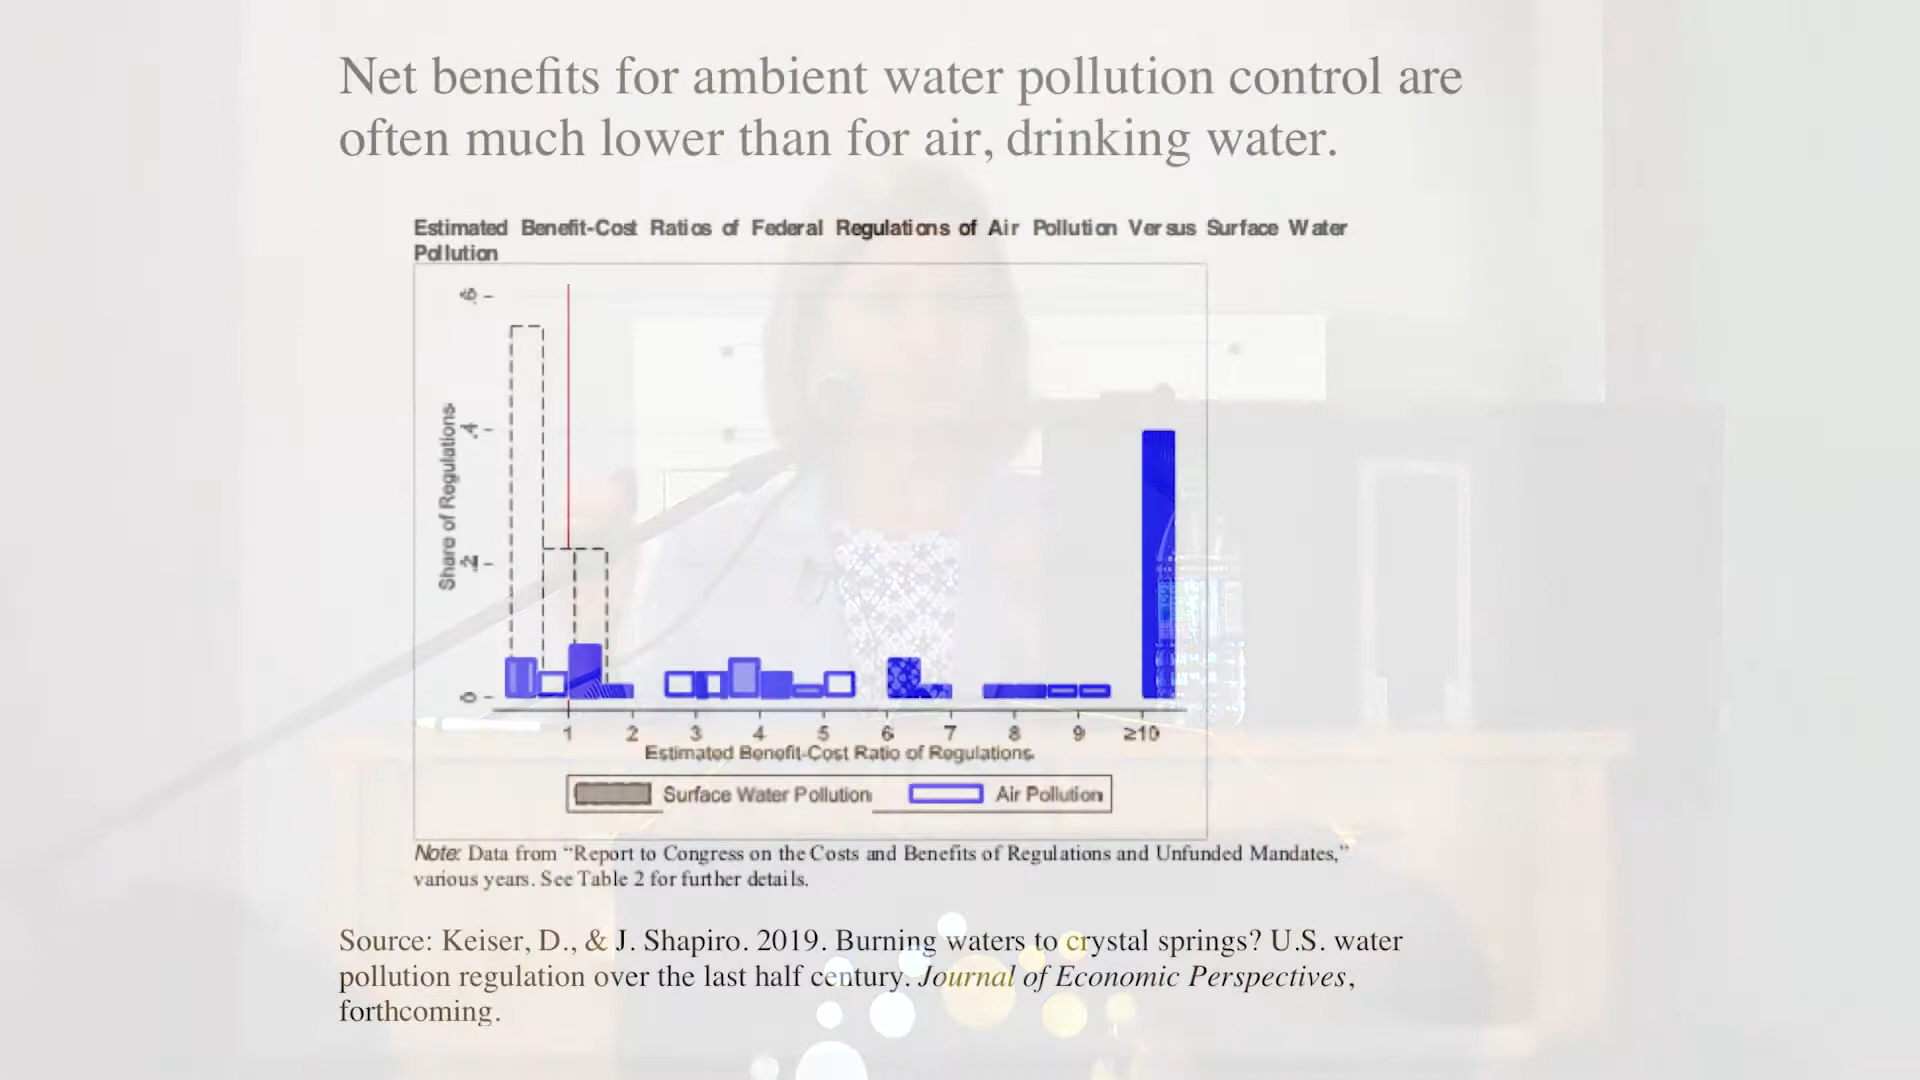 Net benefits for ambient water pollution control are
often much lower than for air, drinking water.
Estimated Benefit-Cost Ratios of Federal Regulations of Air Pollution Versus Surface Water
Pollution
.6
.4
.2
0
Share of Regulations
1 2 3 4 5 6 7 8 9 ≥10
Estimated Benefit-Cost Ratio of Regulations
Surface Water Pollution Air Pollution
Note: Data from “Report to Congress on the Costs and Benefits of Regulations and Unfunded Mandates,”
various years. See Table 2 for further details.
Source: Keiser, D., & J. Shapiro. 2019. Burning waters to crystal springs? U.S. water
pollution regulation over the last half century. Journal of Economic Perspectives,
forthcoming.